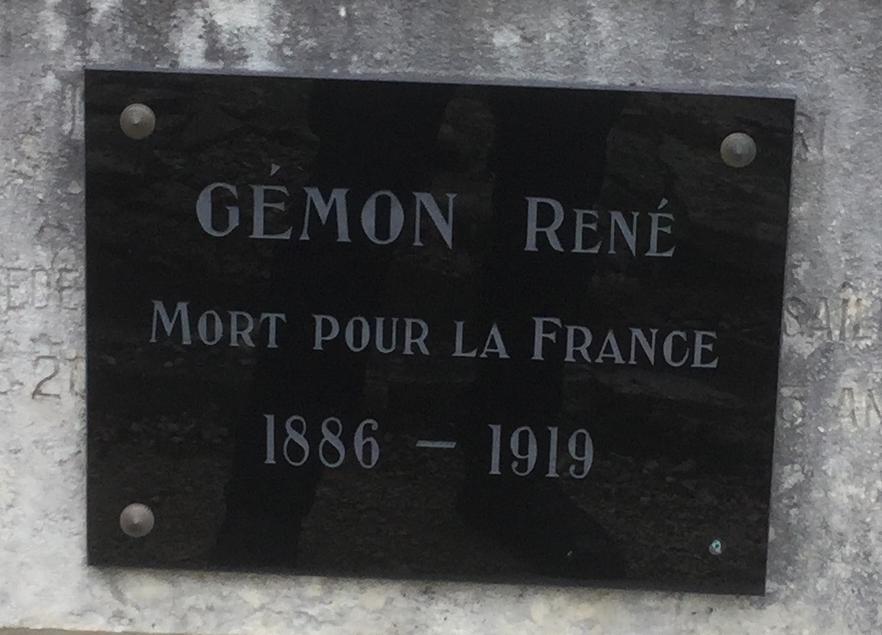 GÉMON RENÉ
MORT POUR LA FRANCE
1886 – 1919